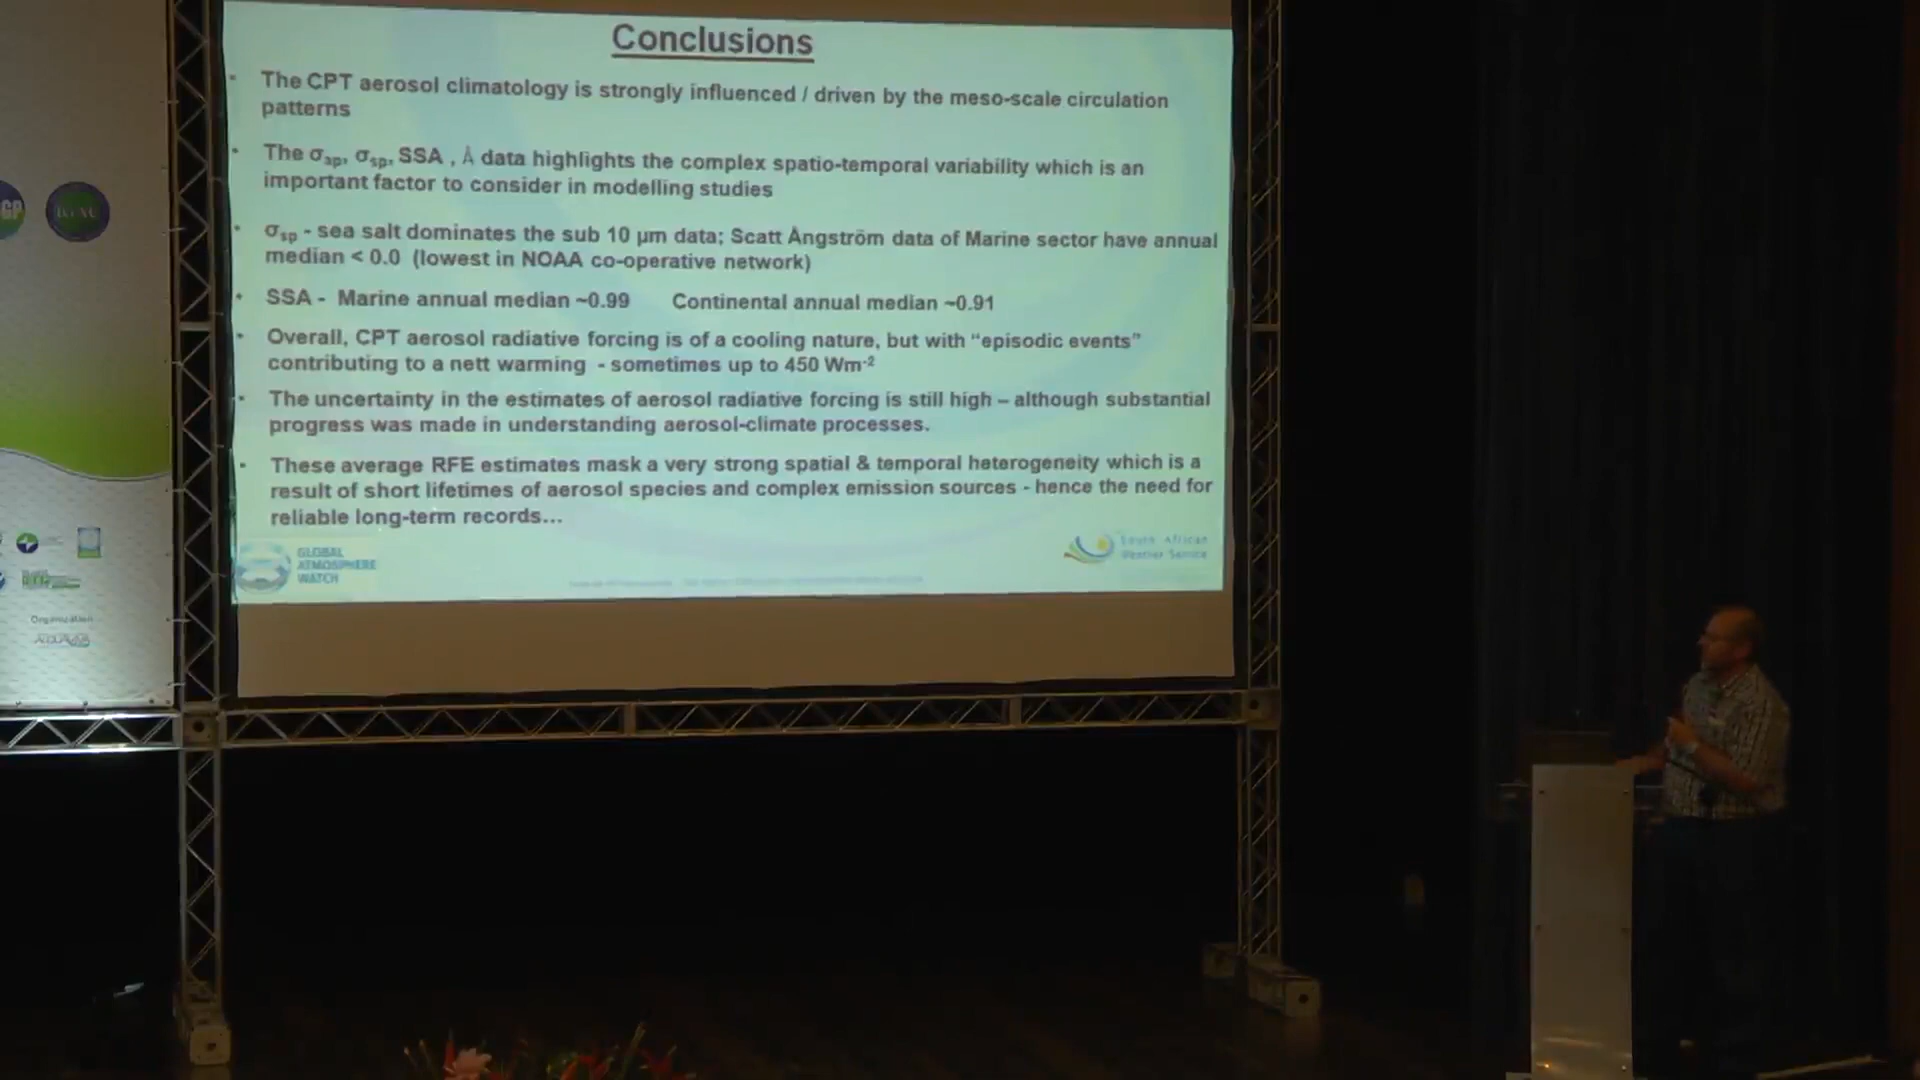 Conclusions
• The CPT aerosol climatology is strongly influenced / driven by the meso-scale circulation
patterns
• The σap, σsp, SSA , Å data highlights the complex spatio-temporal variability which is an
important factor to consider in modelling studies
• σsp - sea salt dominates the sub 10 µm data; Scatt Ångström data of Marine sector have annual
median < 0.0 (lowest in NOAA co-operative network)
• SSA - Marine annual median ~0.99 Continental annual median ~0.91
• Overall, CPT aerosol radiative forcing is of a cooling nature, but with “episodic events”
contributing to a nett warming - sometimes up to 450 Wm-2
• The uncertainty in the estimates of aerosol radiative forcing is still high – although substantial
progress was made in understanding aerosol-climate processes.
• These average RFE estimates mask a very strong spatial & temporal heterogeneity which is a
result of short lifetimes of aerosol species and complex emission sources - hence the need for
reliable long-term records...
GLOBAL
ATMOSPHERE
WATCH
South African
Weather Service
GP
Organization